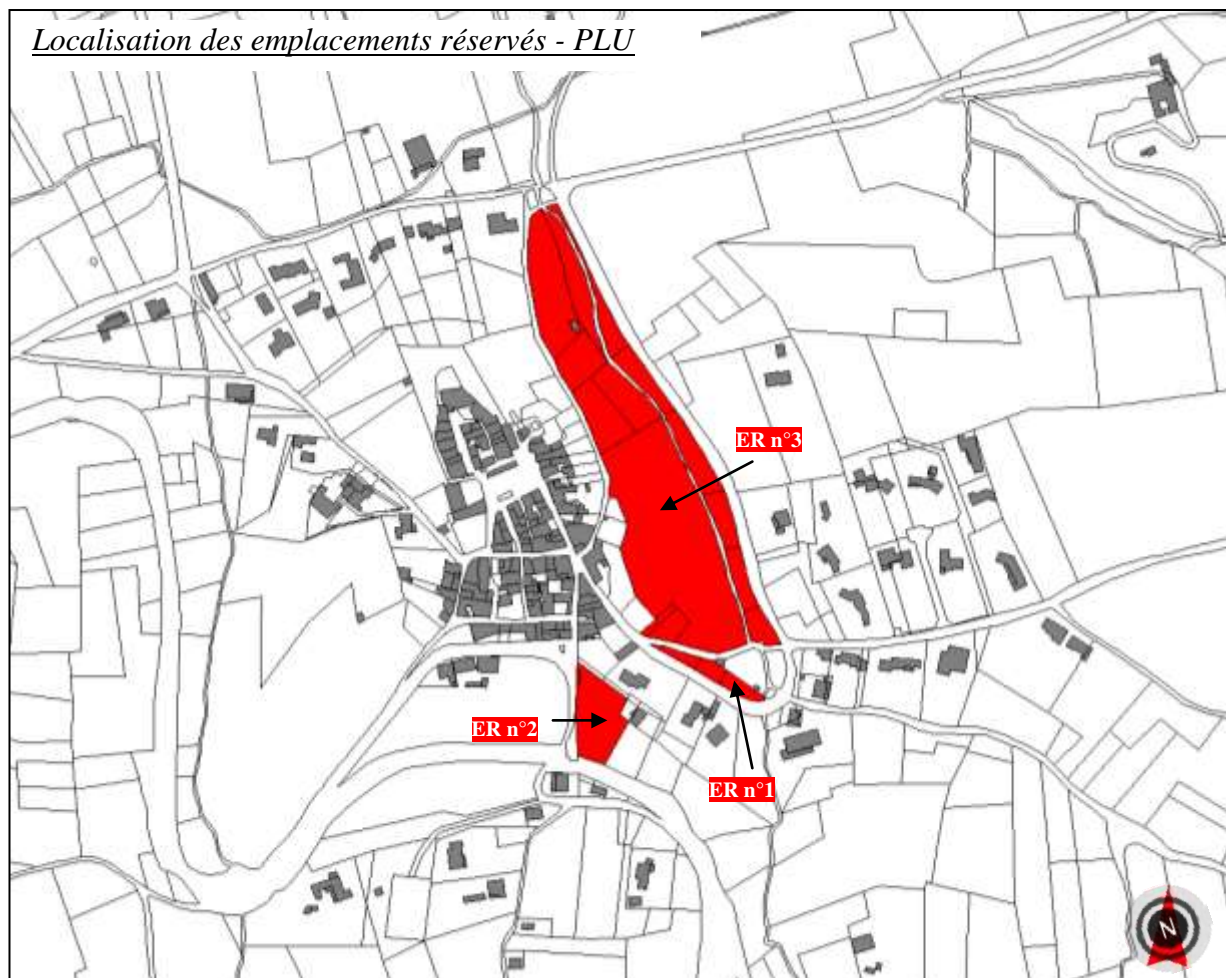 Localisation des emplacements réservés - PLU
ER n°3
ER n°2
ER n°1
N